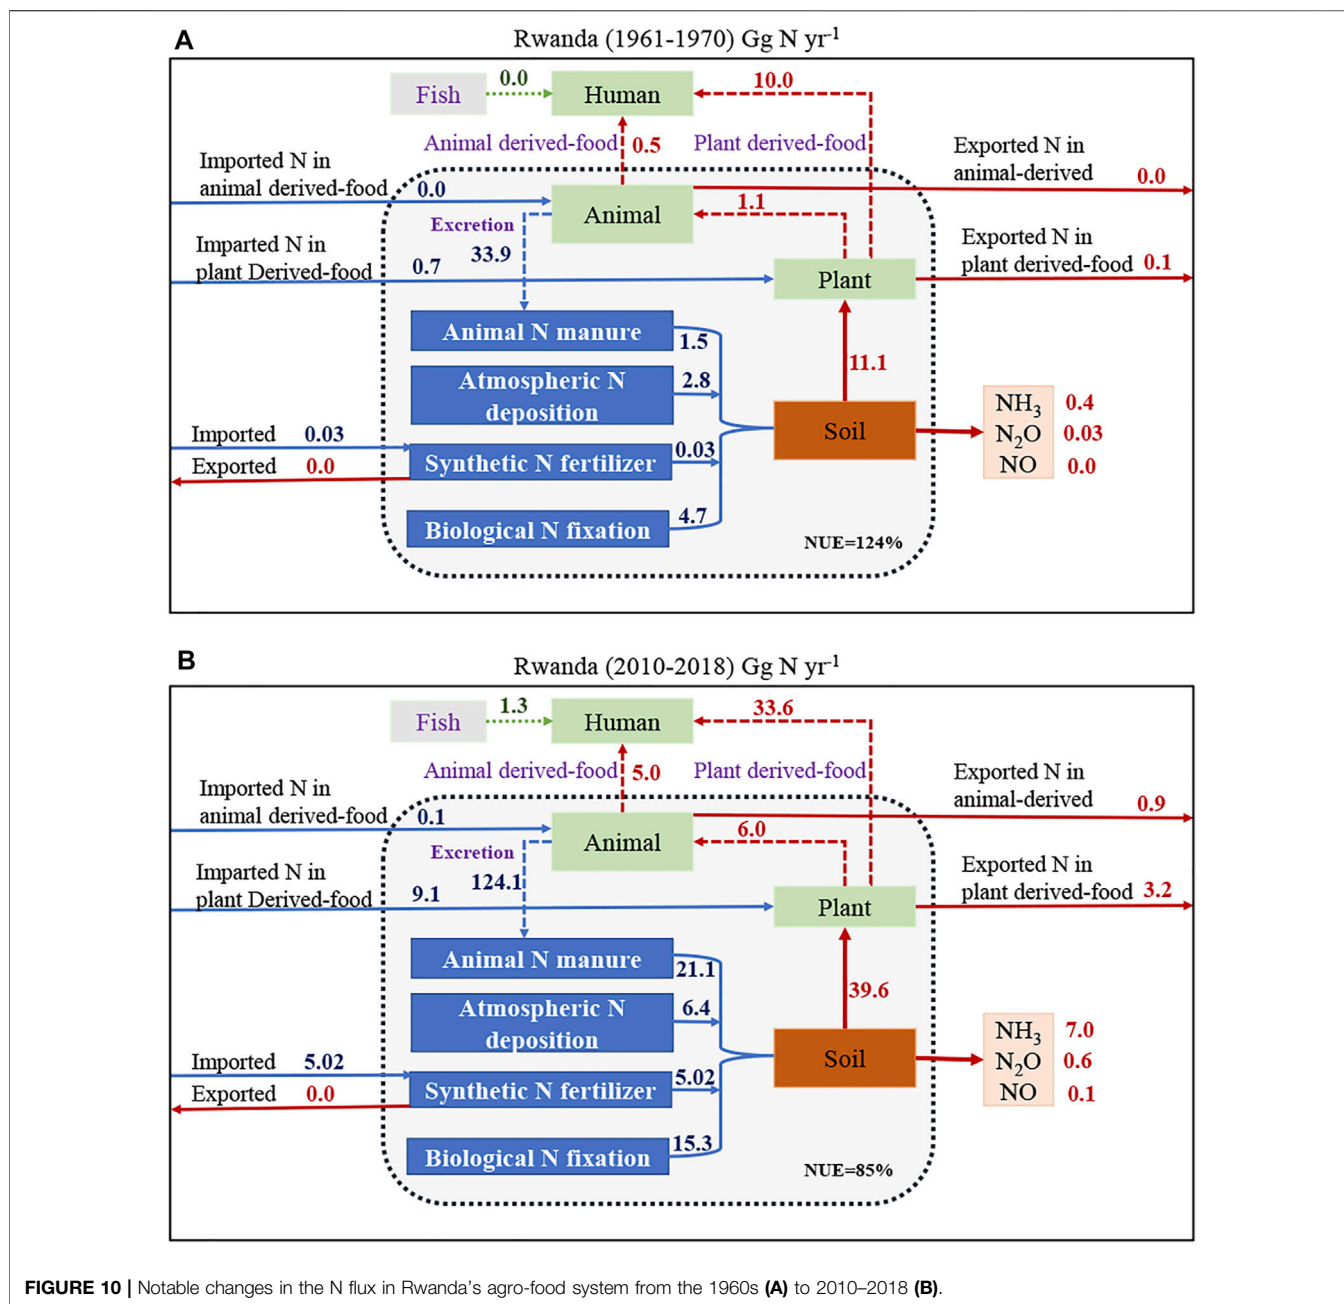 A
Rwanda (1961-1970) Gg N yr-1
Fish
0.0
Human
10.0
Animal derived-food
0.5
Plant derived-food
Imported N in
animal derived-food
0.0
Animal
1.1
Exported N in
animal-derived
0.0
Excretion
33.9
Imparted N in
plant Derived-food
0.7
Plant
Exported N in
plant derived-food
0.1
Animal N manure
1.5
11.1
Atmospheric N
deposition
2.8
Soil
NH3
0.4
N2O
0.03
NO
0.0
Imported
0.03
Exported
0.0
Synthetic N fertilizer
0.03
Biological N fixation
4.7
NUE=124%
B
Rwanda (2010-2018) Gg N yr-1
Fish
1.3
Human
33.6
Animal derived-food
5.0
Plant derived-food
Imported N in
animal derived-food
0.1
Animal
6.0
Exported N in
animal-derived
0.9
Excretion
124.1
Imparted N in
plant Derived-food
9.1
Plant
Exported N in
plant derived-food
3.2
Animal N manure
21.1
39.6
Atmospheric N
deposition
6.4
Soil
NH3
7.0
N2O
0.6
NO
0.1
Imported
5.02
Exported
0.0
Synthetic N fertilizer
5.02
Biological N fixation
15.3
NUE=85%
FIGURE 10 | Notable changes in the N flux in Rwanda's agro-food system from the 1960s (A) to 2010–2018 (B).